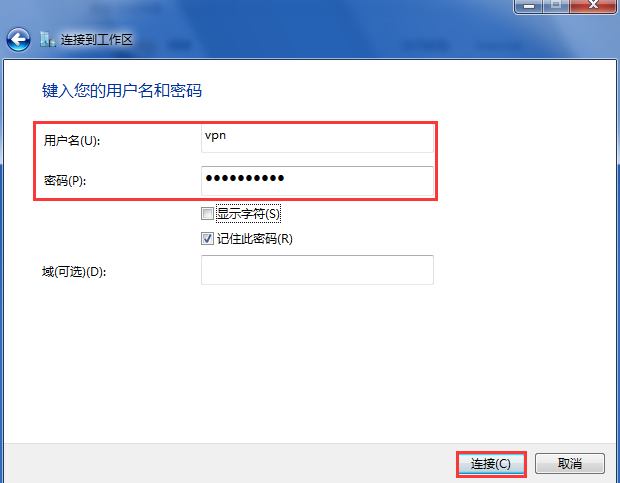 连接到工作区
键入您的用户名和密码
用户名(U):
vpn
密码(P):
●●●●●●●●●●
显示字符(S)
记住此密码(R)
域(可选)(D):
连接(C)
取消